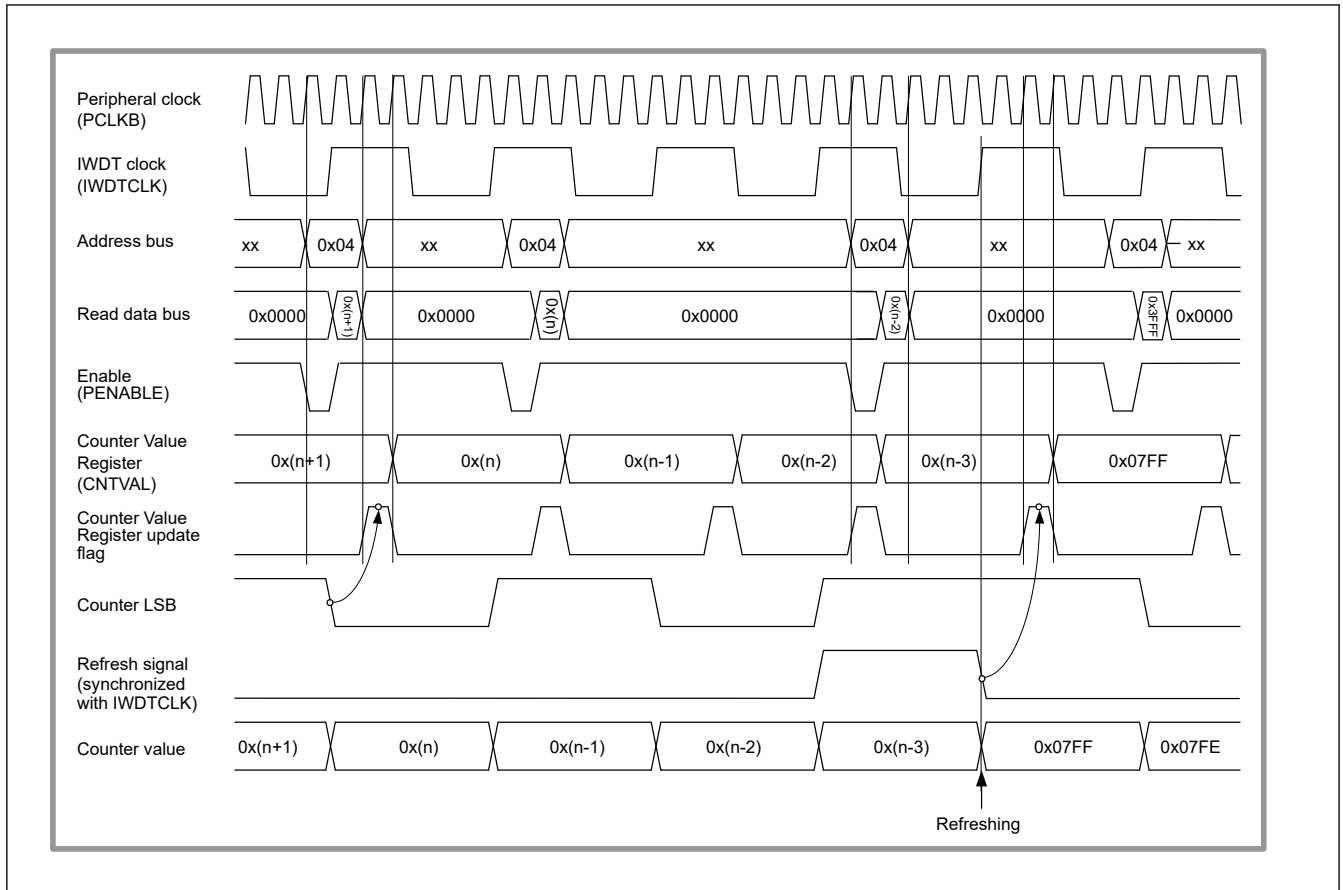 Peripheral clock
(PCLKB)
IWDT clock
(IWDTCLK)
Address bus
xx 0x04 xx 0x04 xx 0x04 xx 0x04 xx
Read data bus
0x0000 0x(n+1) 0x0000 0x(n) 0x0000 0x(n-2) 0x0000 0x3FFF 0x0000
Enable
(PENABLE)
Counter Value
Register
(CNTVAL)
0x(n+1) 0x(n) 0x(n-1) 0x(n-2) 0x(n-3) 0x07FF
Counter Value
Register update
flag
Counter LSB
Refresh signal
(synchronized
with IWDTCLK)
Counter value
0x(n+1) 0x(n) 0x(n-1) 0x(n-2) 0x(n-3) 0x07FF 0x07FE
Refreshing